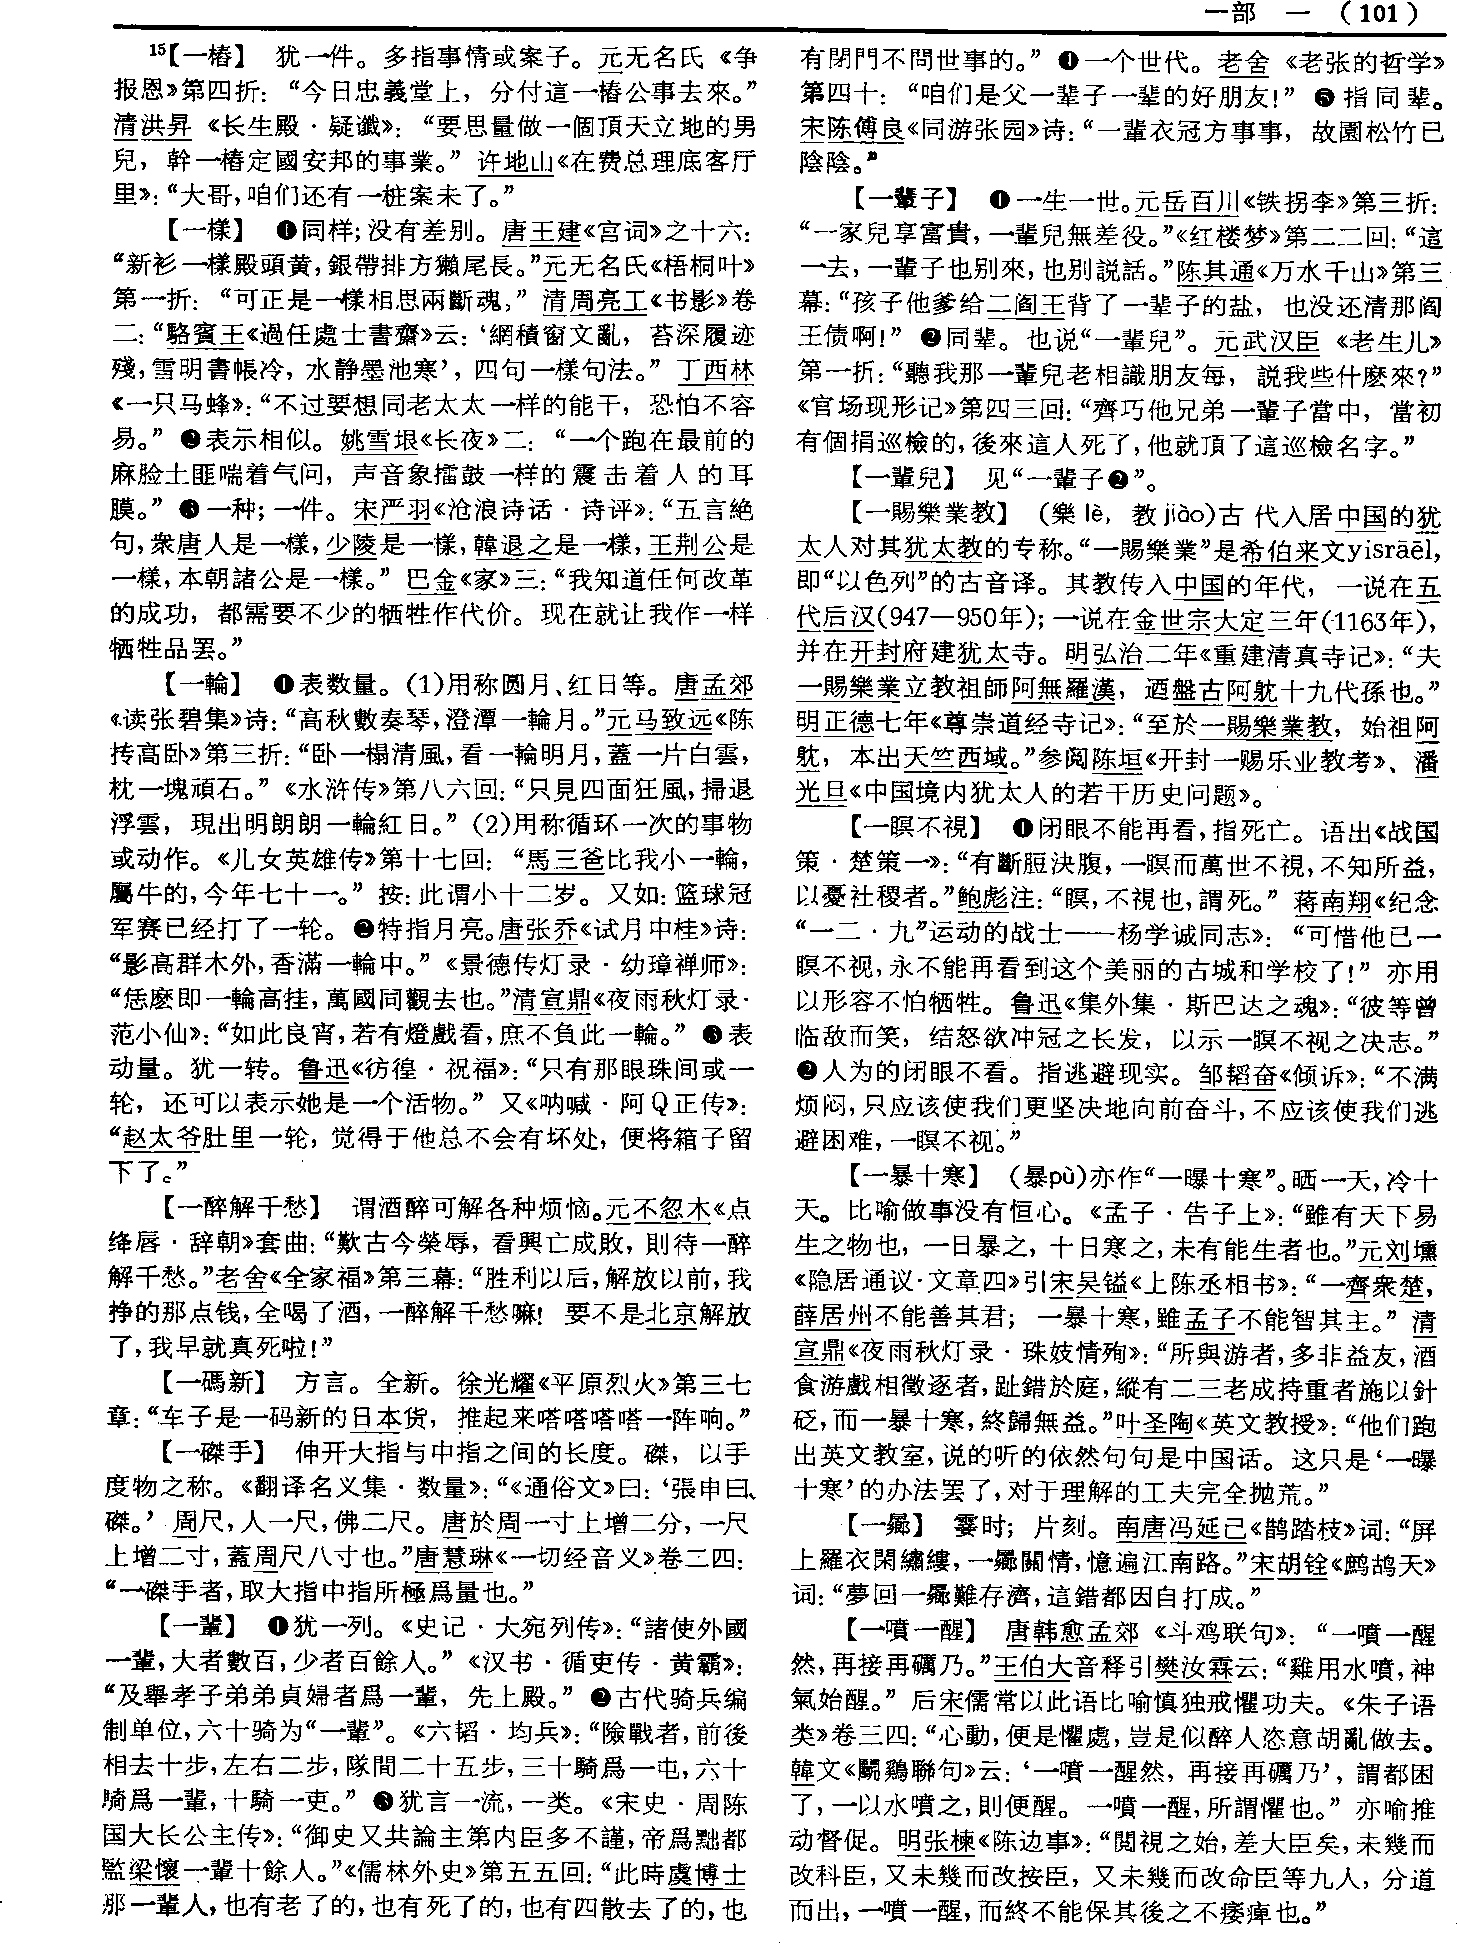 一部 一 （101）
15【一樁】 犹一件。多指事情或案子。元无名氏《争
报恩》第四折：“今日忠義堂上，分付這一樁公事去來。”
清洪昇《长生殿·疑谶》：“要思量做一個頂天立地的男
兒，幹一樁定國安邦的事業。”许地山《在费总理底客厅
里》：“大哥，咱们还有一桩案未了。”
【一樣】 ❶同样；没有差别。唐王建《宫词》之十六：
“新衫一樣殿頭黄，銀帶排方獺尾長。”元无名氏《梧桐叶》
第一折：“可正是一樣相思兩斷魂，”清周亮工《书影》卷
二：“駱賓王《過任處士書齋》云：‘網積窗文亂，苔深履迹
殘，雪明書帳冷，水静墨池寒’，四句一樣句法。”丁西林
《一只马蜂》：“不过要想同老太太一样的能干，恐怕不容
易。”❷表示相似。姚雪垠《长夜》二：“一个跑在最前的
麻脸土匪喘着气问，声音象擂鼓一样的震击着人的耳
膜。”❸一种；一件。宋严羽《沧浪诗话·诗评》：“五言絶
句，衆唐人是一樣，少陵是一樣，韓退之是一樣，王荆公是
一樣，本朝諸公是一樣。”巴金《家》三：“我知道任何改革
的成功，都需要不少的牺牲作代价。现在就让我作一样
牺牲品罢。”
【一輪】 ❶表数量。(1)用称圆月、红日等。唐孟郊
《读张碧集》诗：“高秋數奏琴，澄潭一輪月。”元马致远《陈
抟高卧》第三折：“卧一榻清風，看一輪明月，蓋一片白雲，
枕一塊頑石。”《水浒传》第八六回：“只見四面狂風，掃退
浮雲，現出明朗朗一輪紅日。”(2)用称循环一次的事物
或动作。《儿女英雄传》第十七回：“馬三爸比我小一輪，
屬牛的，今年七十一。”按：此谓小十二岁。又如：篮球冠
军赛已经打了一轮。❷特指月亮。唐张乔《试月中桂》诗：
“影高群木外，香滿一輪中。”《景德传灯录·幼璋禅师》：
“恁麽即一輪高挂，萬國同觀去也。”清宣鼎《夜雨秋灯录·
范小仙》：“如此良宵，若有燈戲看，庶不負此一輪。”❸表
动量。犹一转。鲁迅《彷徨·祝福》：“只有那眼珠间或一
轮，还可以表示她是一个活物。”又《呐喊·阿Q正传》：
“赵太爷肚里一轮，觉得于他总不会有坏处，便将箱子留
下了。”
【一醉解千愁】 谓酒醉可解各种烦恼。元不忽木《点
绛唇·辞朝》套曲：“歎古今榮辱，看興亡成敗，則待一醉
解千愁。”老舍《全家福》第三幕：“胜利以后，解放以前，我
挣的那点钱，全喝了酒，一醉解千愁嘛！要不是北京解放
了，我早就真死啦！”
【一碼新】 方言。全新。徐光耀《平原烈火》第三七
章：“车子是一码新的日本货，推起来嗒嗒嗒嗒一阵响。”
【一磔手】 伸开大指与中指之间的长度。磔，以手
度物之称。《翻译名义集·数量》：“《通俗文》曰：‘張申曰、
磔。’周尺，人一尺，佛二尺。唐於周一寸上增二分，一尺
上增二寸，蓋周尺八寸也。”唐慧琳《一切经音义》卷二四：
“一磔手者，取大指中指所極爲量也。”
【一輩】 ❶犹一列。《史记·大宛列传》：“諸使外國
一輩，大者數百，少者百餘人。”《汉书·循吏传·黄霸》：
“及舉孝子弟弟貞婦者爲一輩，先上殿。”❷古代骑兵编
制单位，六十骑为“一輩”。《六韬·均兵》：“險戰者，前後
相去十步，左右二步，隊間二十五步，三十騎爲一屯，六十
騎爲一輩，十騎一吏。”❸犹言一流，一类。《宋史·周陈
国大长公主传》：“御史又共論主第内臣多不謹，帝爲黜都
監梁懷一輩十餘人。”《儒林外史》第五五回：“此時虞博士
那一輩人，也有老了的，也有死了的，也有四散去了的，也
有閉門不問世事的。”❹一个世代。老舍《老张的哲学》
第四十：“咱们是父一辈子一辈的好朋友！”❺指同辈。
宋陈傅良《同游张园》诗：“一輩衣冠方事事，故園松竹已
陰陰。”
【一輩子】 ❶一生一世。元岳百川《铁拐李》第三折：
“一家兒享富貴，一輩兒無差役。”《红楼梦》第二二回：“這
一去，一輩子也别來，也别説話。”陈其通《万水千山》第三
幕：“孩子他爹给二阎王背了一辈子的盐，也没还清那阎
王债啊！”❷同辈。也说“一輩兒”。元武汉臣《老生儿》
第一折：“聽我那一輩兒老相識朋友每，説我些什麽來？”
《官场现形记》第四三回：“齊巧他兄弟一輩子當中，當初
有個捐巡檢的，後來這人死了，他就頂了這巡檢名字。”
【一輩兒】 见“一輩子❷”。
【一賜樂業教】 （樂lè，教jiào）古代入居中国的犹
太人对其犹太教的专称。“一賜樂業”是希伯来文yisrāēl，
即“以色列”的古音译。其教传入中国的年代，一说在五
代后汉(947—950年)；一说在金世宗大定三年(1163年)，
并在开封府建犹太寺。明弘治二年《重建清真寺记》：“夫
一賜樂業立教祖師阿無羅漢，迺盤古阿躭十九代孫也。”
明正德七年《尊崇道经寺记》：“至於一賜樂業教，始祖阿
躭，本出天竺西域。”参阅陈垣《开封一赐乐业教考》、潘
光旦《中国境内犹太人的若干历史问题》。
【一瞑不視】 ❶闭眼不能再看，指死亡。语出《战国
策·楚策一》：“有斷脰決腹，一瞑而萬世不視，不知所益，
以憂社稷者。”鲍彪注：“瞑，不視也，謂死。”蒋南翔《纪念
“一二·九”运动的战士——杨学诚同志》：“可惜他已一
瞑不视，永不能再看到这个美丽的古城和学校了！”亦用
以形容不怕牺牲。鲁迅《集外集·斯巴达之魂》：“彼等曾
临敌而笑，结怒欲冲冠之长发，以示一瞑不视之决志。”
❷人为的闭眼不看。指逃避现实。邹韬奋《倾诉》：“不满
烦闷，只应该使我们更坚决地向前奋斗，不应该使我们逃
避困难，一瞑不视。”
【一暴十寒】 （暴pù）亦作“一曝十寒”。晒一天，冷十
天。比喻做事没有恒心。《孟子·告子上》：“雖有天下易
生之物也，一日暴之，十日寒之，未有能生者也。”元刘壎
《隐居通议·文章四》引宋吴镒《上陈丞相书》：“一齊衆楚，
薛居州不能善其君；一暴十寒，雖孟子不能智其主。”清
宣鼎《夜雨秋灯录·珠妓情殉》：“所與游者，多非益友，酒
食游戲相徵逐者，趾錯於庭，縱有二三老成持重者施以針
砭，而一暴十寒，終歸無益。”叶圣陶《英文教授》：“他们跑
出英文教室，说的听的依然句句是中国话。这只是‘一曝
十寒’的办法罢了，对于理解的工夫完全抛荒。”
【一曏】 霎时；片刻。南唐冯延己《鹊踏枝》词：“屏
上羅衣閑繡縷，一曏關情，憶遍江南路。”宋胡铨《鹧鸪天》
词：“夢回一曏難存濟，這錯都因自打成。”
【一噴一醒】 唐韩愈孟郊《斗鸡联句》：“一噴一醒
然，再接再礪乃。”王伯大音释引樊汝霖云：“雞用水噴，神
氣始醒。”后宋儒常以此语比喻慎独戒懼功夫。《朱子语
类》卷三四：“心動，便是懼處，豈是似醉人恣意胡亂做去。
韓文《鬬鷄聯句》云：‘一噴一醒然，再接再礪乃’，謂都困
了，一以水噴之，則便醒。一噴一醒，所謂懼也。”亦喻推
动督促。明张楝《陈边事》：“閲視之始，差大臣矣，未幾而
改科臣，又未幾而改按臣，又未幾而改命臣等九人，分道
而出，一噴一醒，而終不能保其後之不痿痺也。”